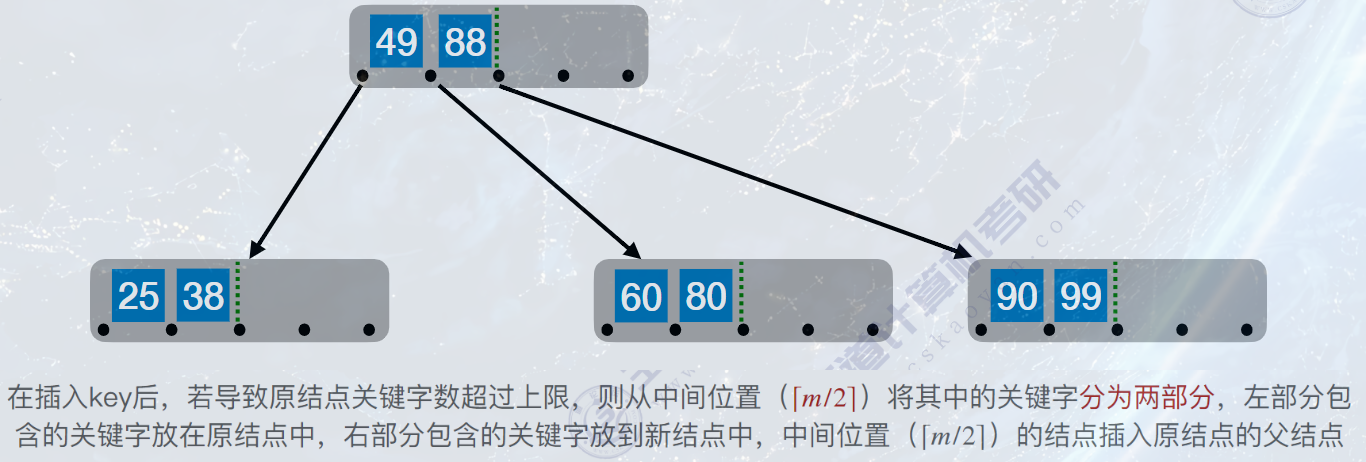 49 88
25 38 60 80 90 99
在插入key后，若导致原结点关键字数超过上限，则从中间位置（⌈m/2⌉）将其中的关键字分为两部分，左部分包
含的关键字放在原结点中，右部分包含的关键字放到新结点中，中间位置（⌈m/2⌉）的结点插入原结点的父结点